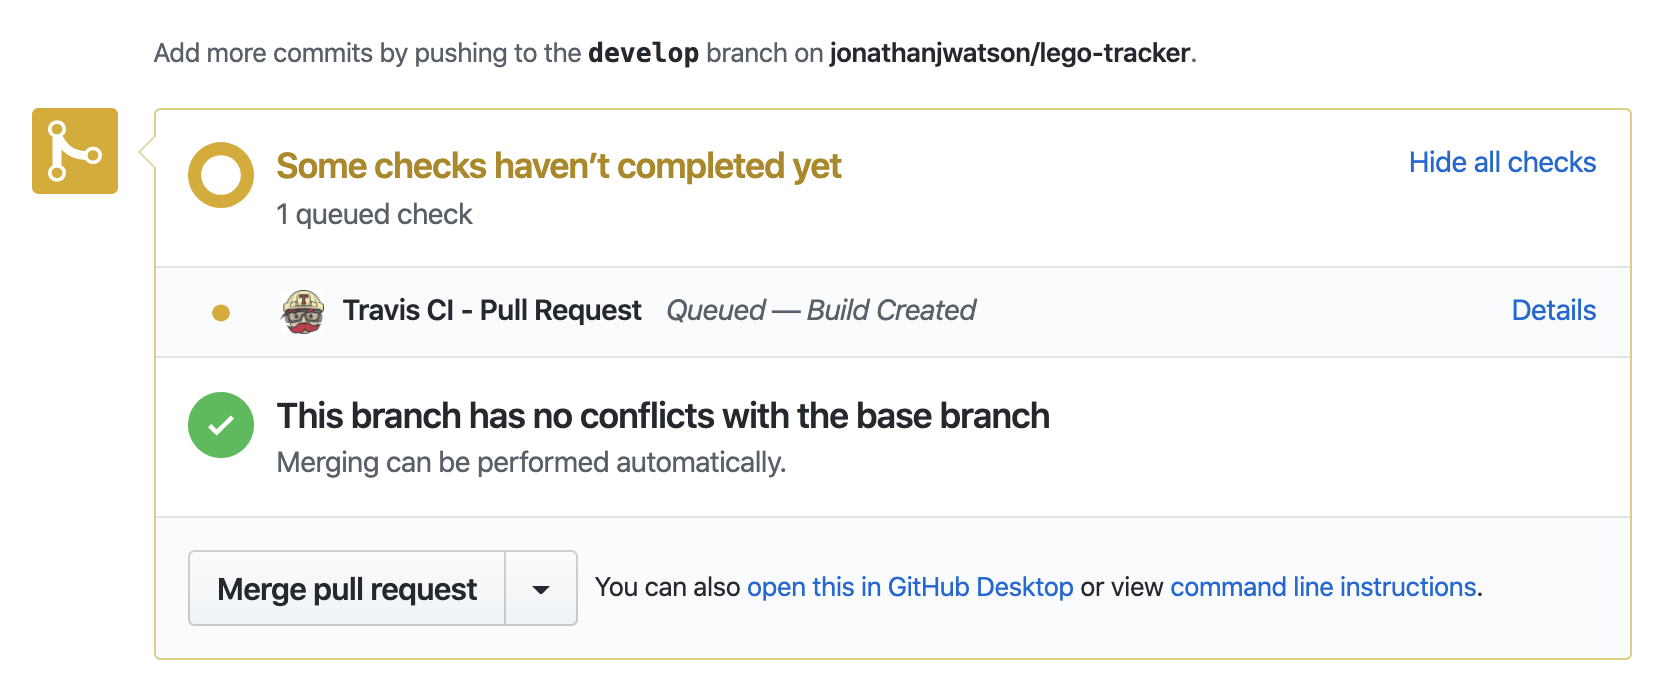 Add more commits by pushing to the develop branch on jonathanjwatson/lego-tracker.
Some checks haven’t completed yet
Hide all checks
1 queued check
Travis CI - Pull Request Queued — Build Created
Details
This branch has no conflicts with the base branch
Merging can be performed automatically.
Merge pull request
You can also open this in GitHub Desktop or view command line instructions.